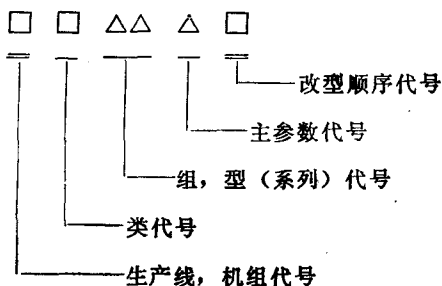 □ □ △△ △ □
改型顺序代号
主参数代号
组，型（系列）代号
类代号
生产线，机组代号